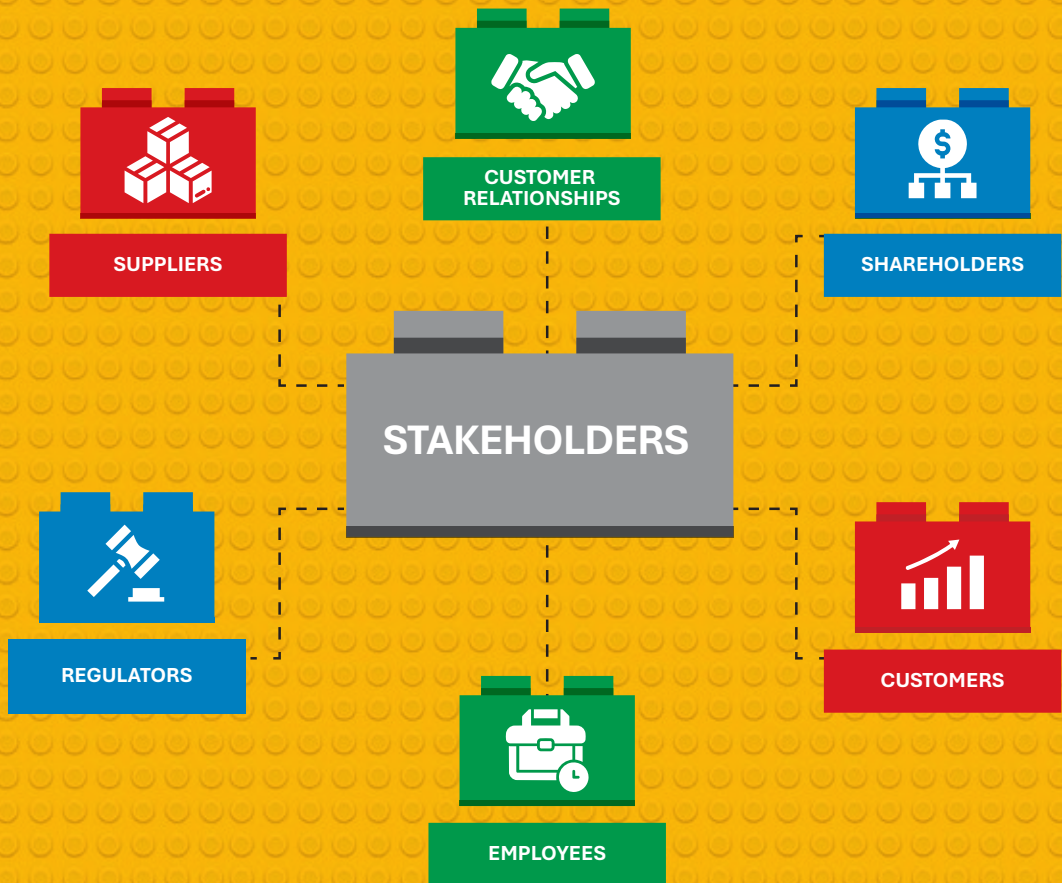 CUSTOMER
RELATIONSHIPS
SUPPLIERS
$
SHAREHOLDERS
STAKEHOLDERS
REGULATORS
CUSTOMERS
EMPLOYEES